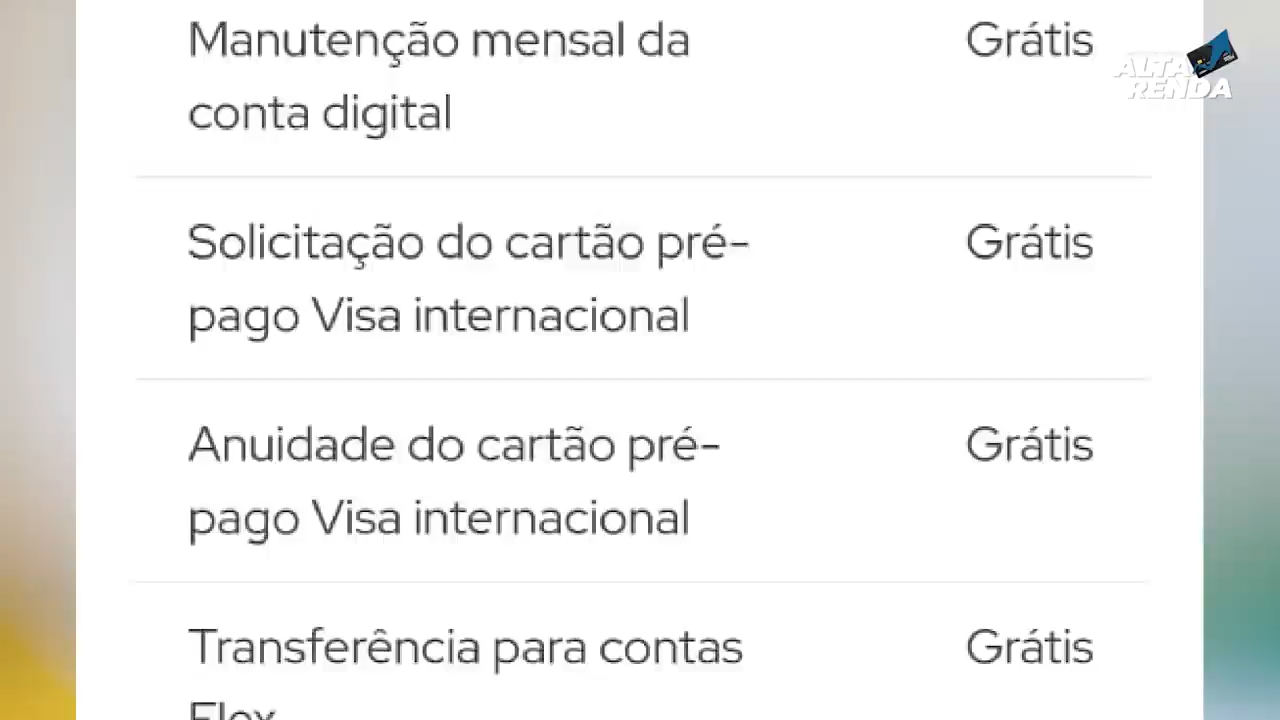 Manutenção mensal da
conta digital
Grátis
ALTA
RENDA
Solicitação do cartão pré-
pago Visa internacional
Grátis
Anuidade do cartão pré-
pago Visa internacional
Grátis
Transferência para contas
Flex
Grátis